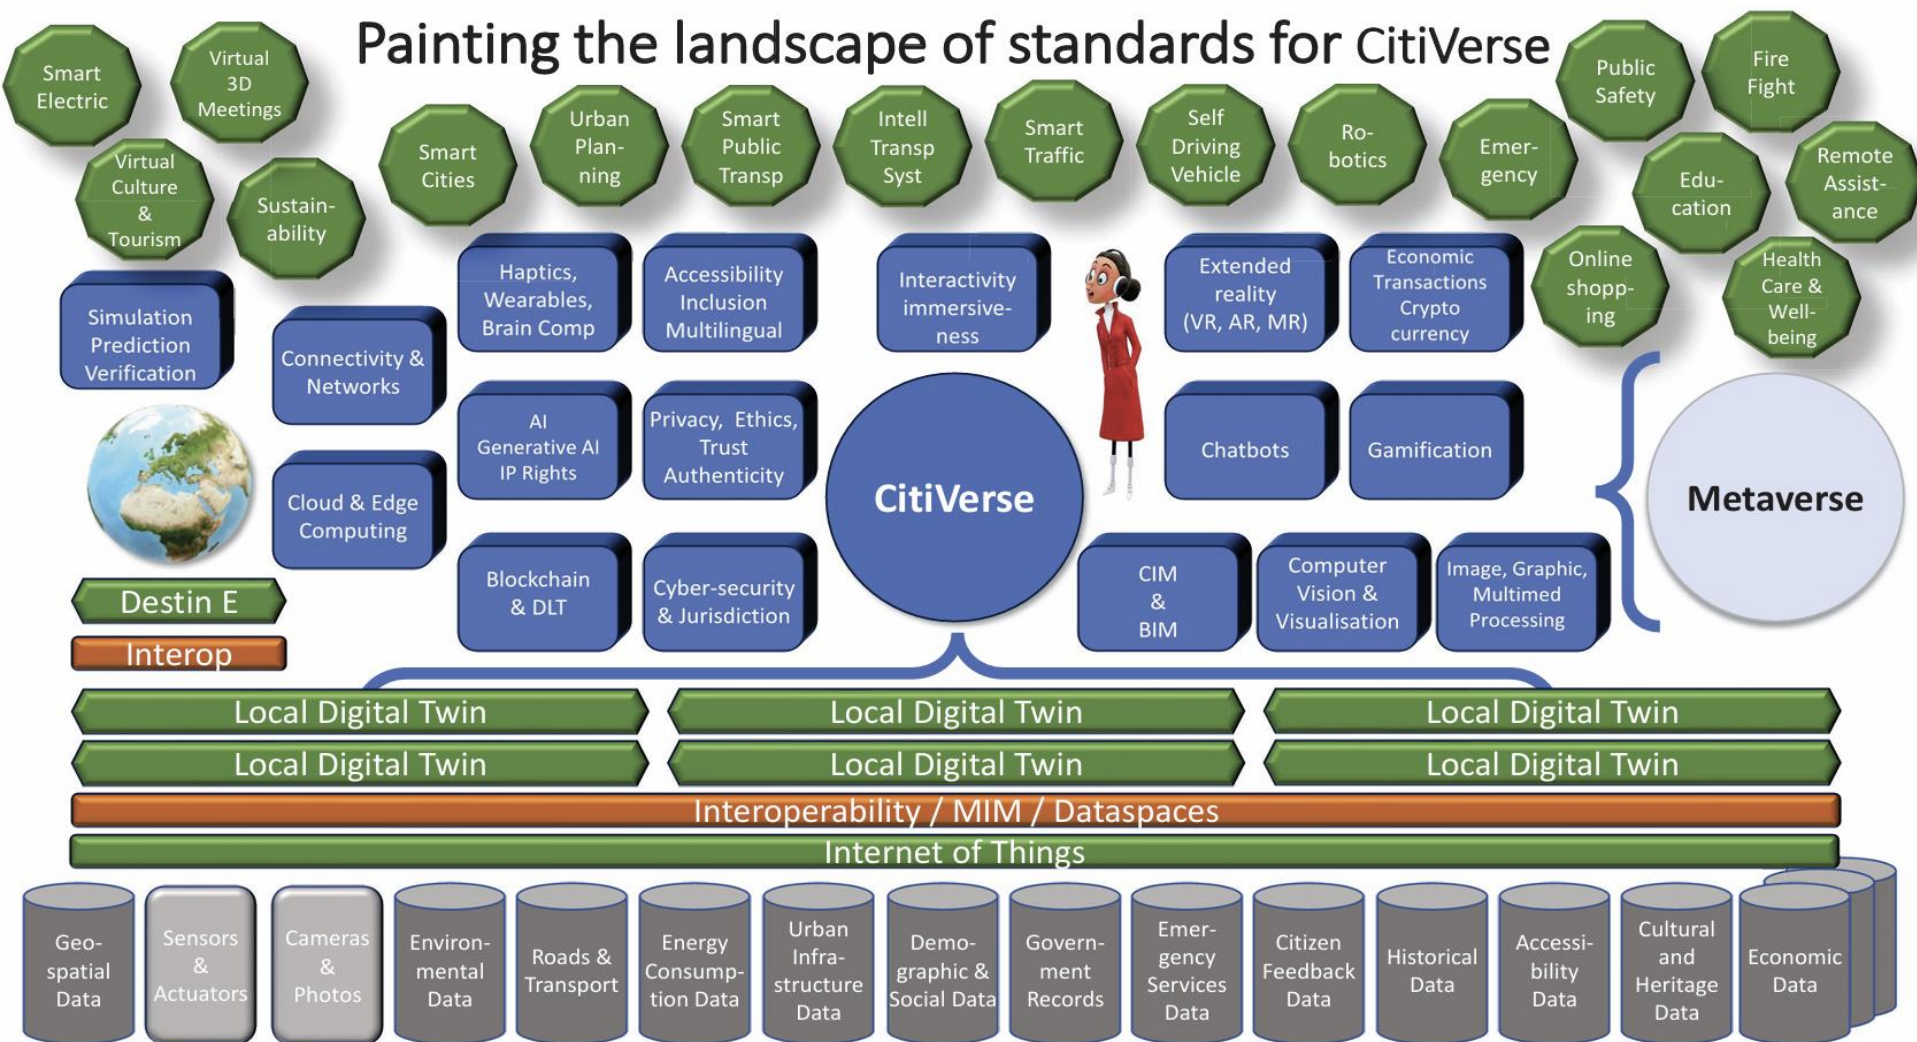 Painting the landscape of standards for CitiVerse
Smart
Electric
Virtual
3D
Meetings
Virtual
Culture
&
Tourism
Sustain-
ability
Smart
Cities
Urban
Plan-
ning
Smart
Public
Transp
Intell
Transp
Syst
Smart
Traffic
Self
Driving
Vehicle
Ro-
botics
Emer-
gency
Public
Safety
Fire
Fight
Edu-
cation
Remote
Assist-
ance
Online
shopp-
ing
Health
Care &
Well-
being
Simulation
Prediction
Verification
Connectivity &
Networks
Haptics,
Wearables,
Brain Comp
Accessibility
Inclusion
Multilingual
Interactivity
immersive-
ness
Extended
reality
(VR, AR, MR)
Economic
Transactions
Crypto
currency
Cloud & Edge
Computing
AI
Generative AI
IP Rights
Privacy, Ethics,
Trust
Authenticity
CitiVerse
Chatbots
Gamification
Metaverse
Blockchain
& DLT
Cyber-security
& Jurisdiction
CIM
&
BIM
Computer
Vision &
Visualisation
Image, Graphic,
Multimed
Processing
Destin E
Interop
Local Digital Twin
Local Digital Twin
Local Digital Twin
Local Digital Twin
Local Digital Twin
Local Digital Twin
Interoperability / MIM / Dataspaces
Internet of Things
Geo-
spatial
Data
Sensors
&
Actuators
Cameras
&
Photos
Environ-
mental
Data
Roads &
Transport
Energy
Consump-
tion Data
Urban
Infra-
structure
Data
Demo-
graphic &
Social Data
Govern-
ment
Records
Emer-
gency
Services
Data
Citizen
Feedback
Data
Historical
Data
Accessi-
bility
Data
Cultural
and
Heritage
Data
Economic
Data